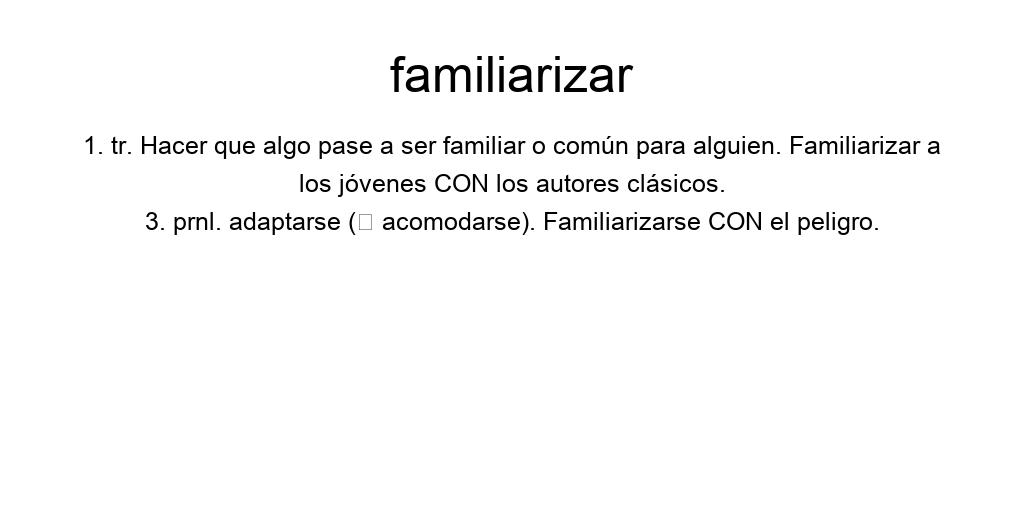 familiarizar
1. tr. Hacer que algo pase a ser familiar o común para alguien. Familiarizar a
los jóvenes CON los autores clásicos.
3. prnl. adaptarse (▯ acomodarse). Familiarizarse CON el peligro.